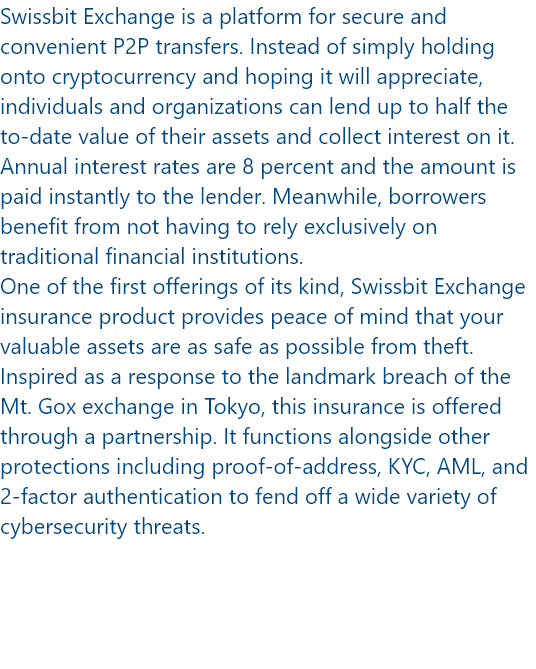 Swissbit Exchange is a platform for secure and
convenient P2P transfers. Instead of simply holding
onto cryptocurrency and hoping it will appreciate,
individuals and organizations can lend up to half the
to-date value of their assets and collect interest on it.
Annual interest rates are 8 percent and the amount is
paid instantly to the lender. Meanwhile, borrowers
benefit from not having to rely exclusively on
traditional financial institutions.
One of the first offerings of its kind, Swissbit Exchange
insurance product provides peace of mind that your
valuable assets are as safe as possible from theft.
Inspired as a response to the landmark breach of the
Mt. Gox exchange in Tokyo, this insurance is offered
through a partnership. It functions alongside other
protections including proof-of-address, KYC, AML, and
2-factor authentication to fend off a wide variety of
cybersecurity threats.